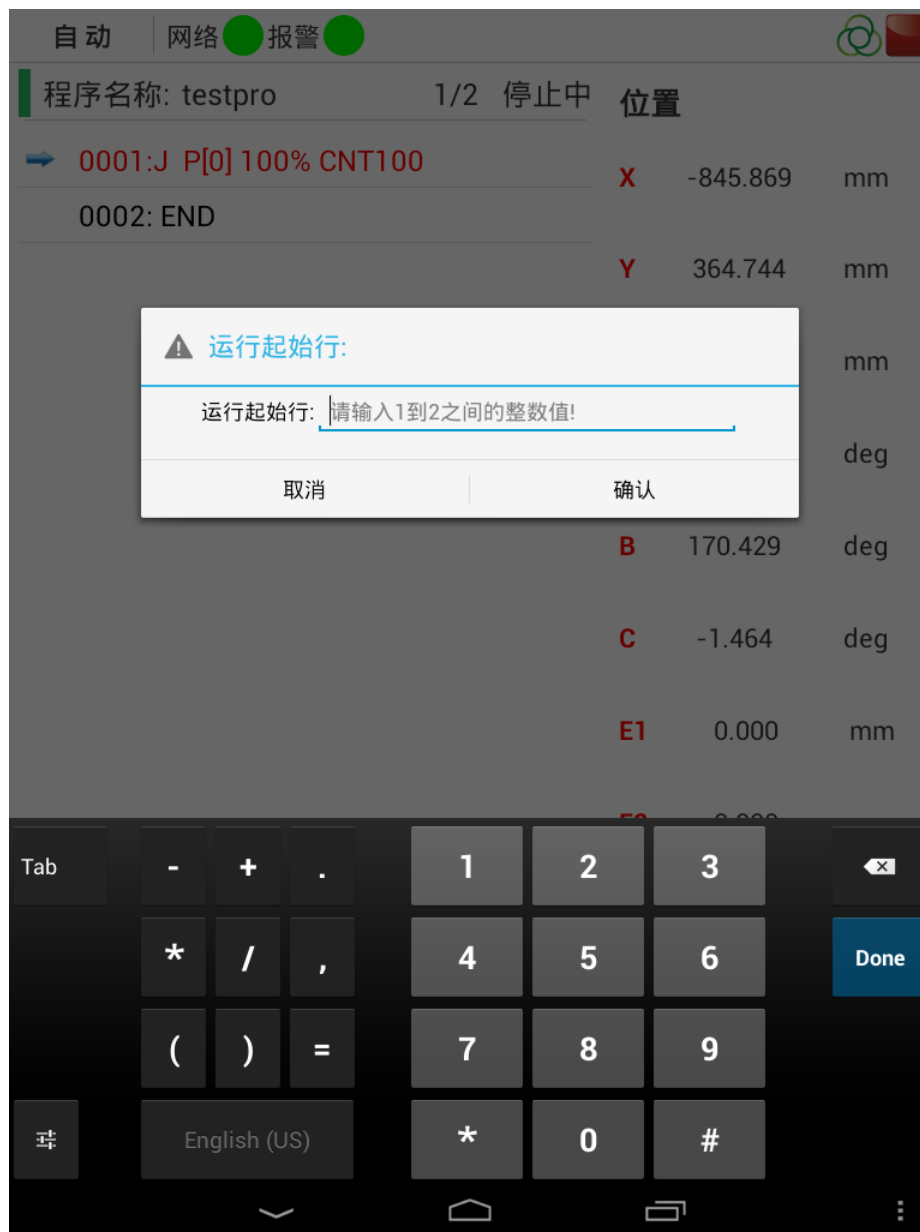 自动 网络 报警
程序名称: testpro 1/2 停止中 位置
0001:J P[0] 100% CNT100
X -845.869 mm
0002: END
Y 364.744 mm
运行起始行:
mm
运行起始行: 请输入1到2之间的整数值!
deg
取消 确认
B 170.429 deg
C -1.464 deg
E1 0.000 mm
Tab - + . 1 2 3
* / , 4 5 6 Done
( ) = 7 8 9
English (US) * 0 #